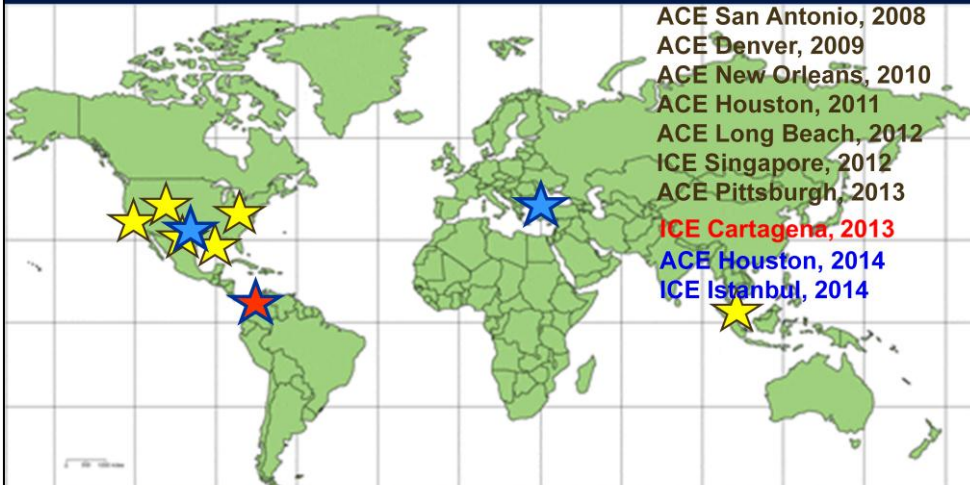 ACE San Antonio, 2008
ACE Denver, 2009
ACE New Orleans, 2010
ACE Houston, 2011
ACE Long Beach, 2012
ICE Singapore, 2012
ACE Pittsburgh, 2013
ICE Cartagena, 2013
ACE Houston, 2014
ICE Istanbul, 2014